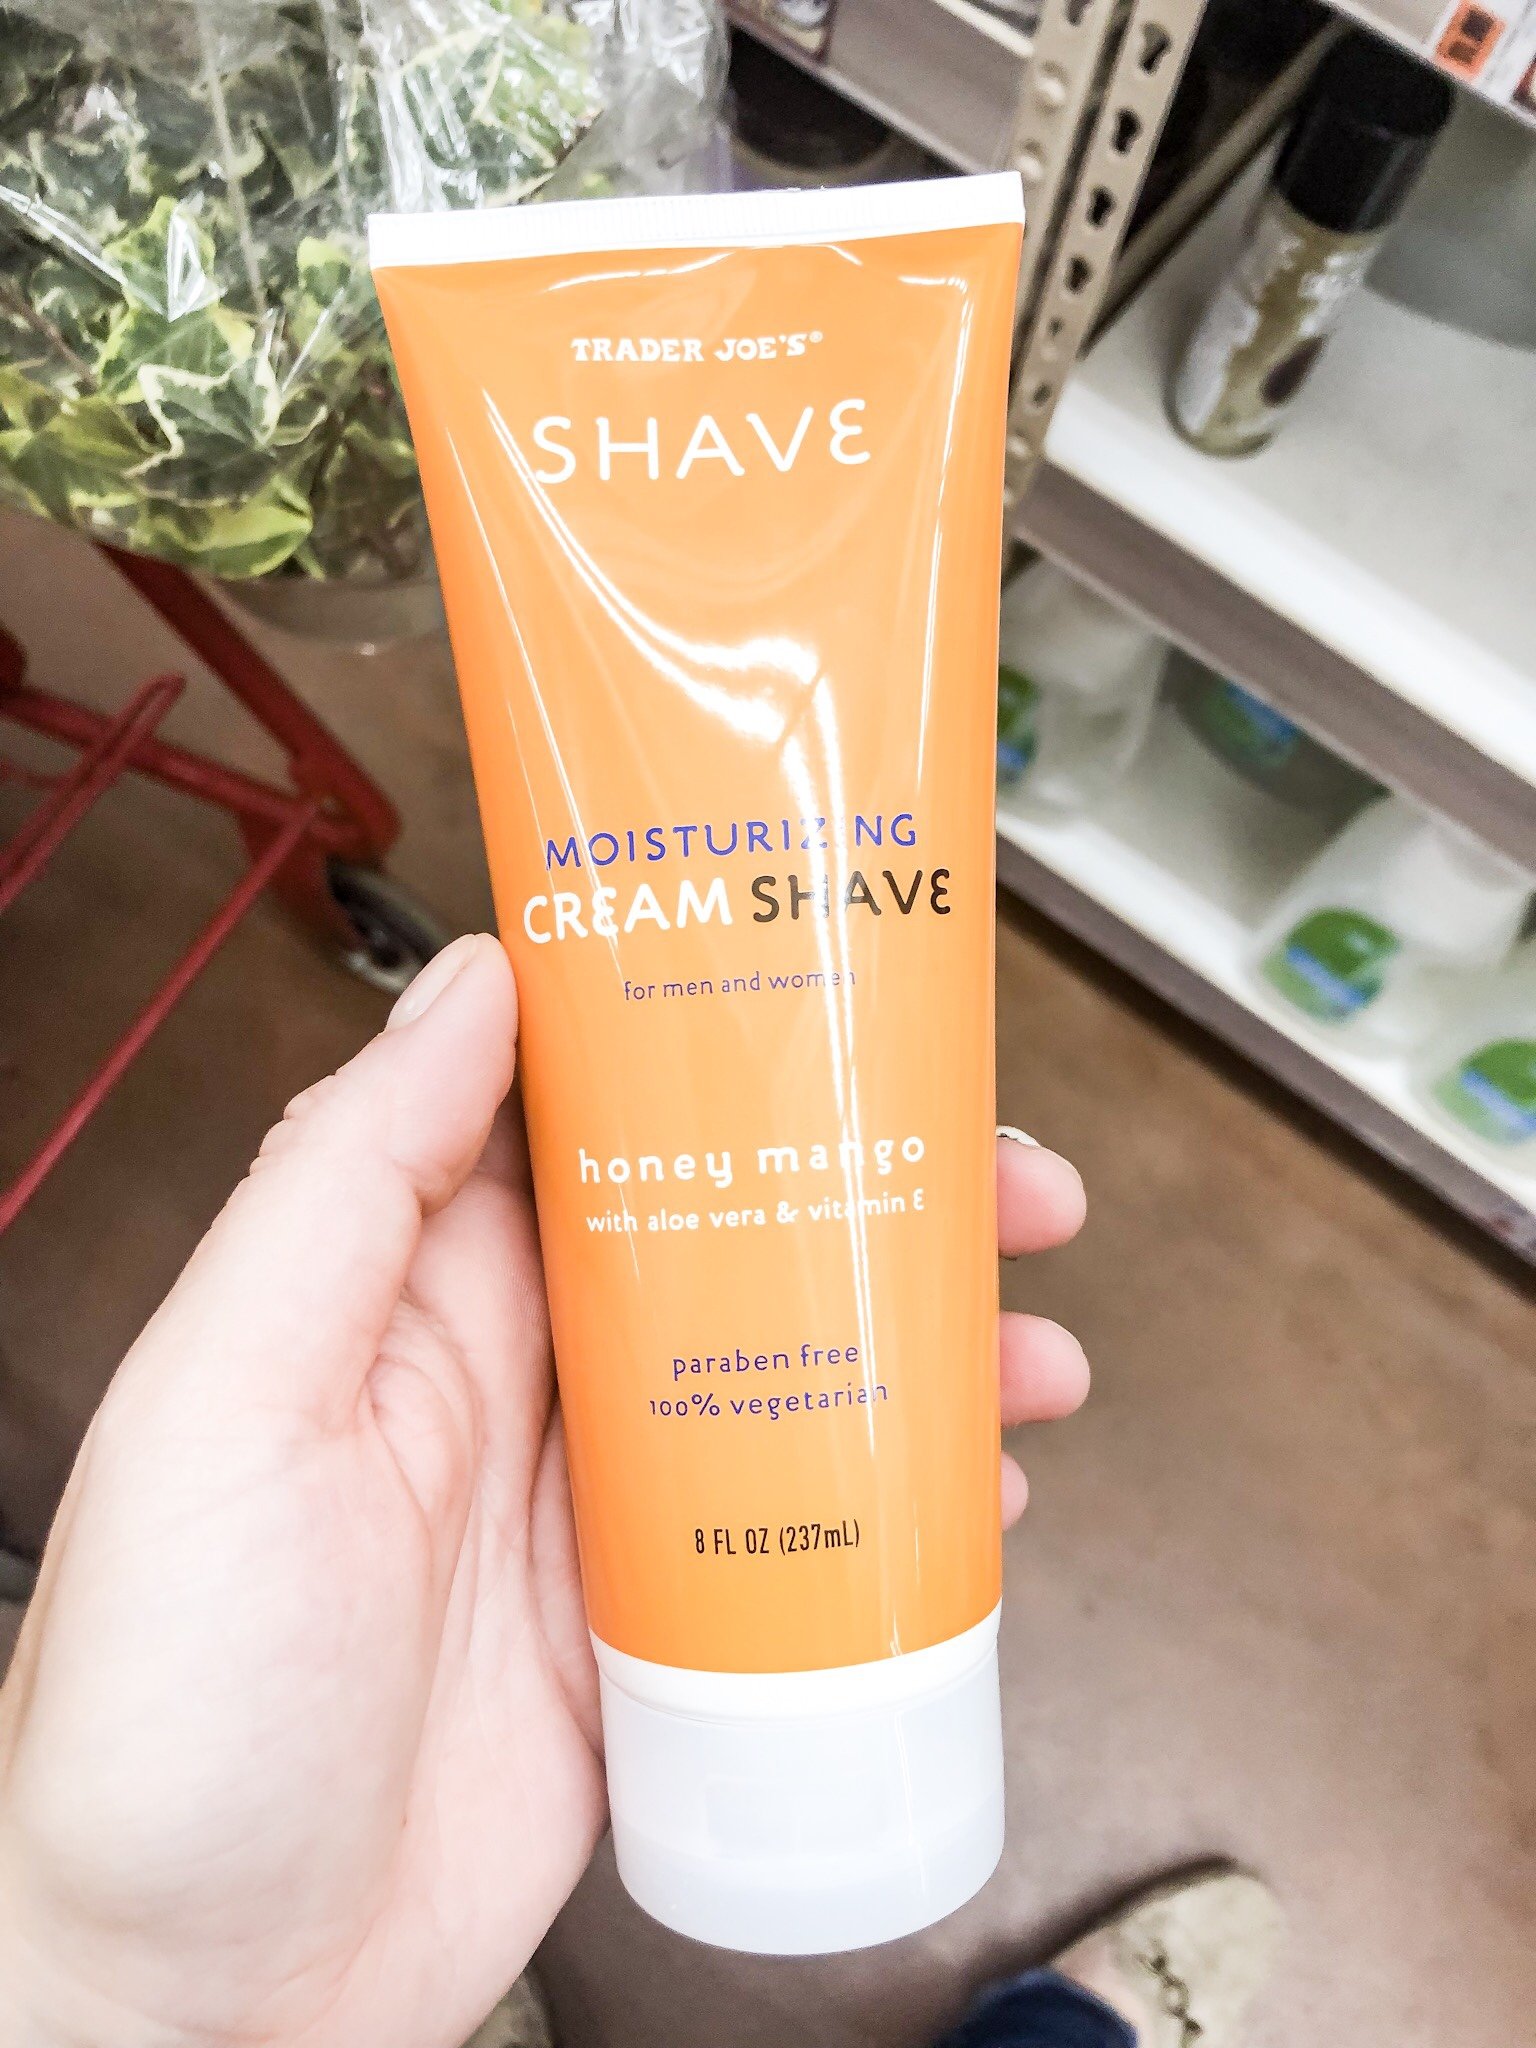 TRADER JOE'S®
SHAVE
MOISTURIZING
CREAM SHAVE
for men and women
honey mango
with aloe vera & vitamin E
paraben free
100% vegetarian
8 FL OZ (237mL)